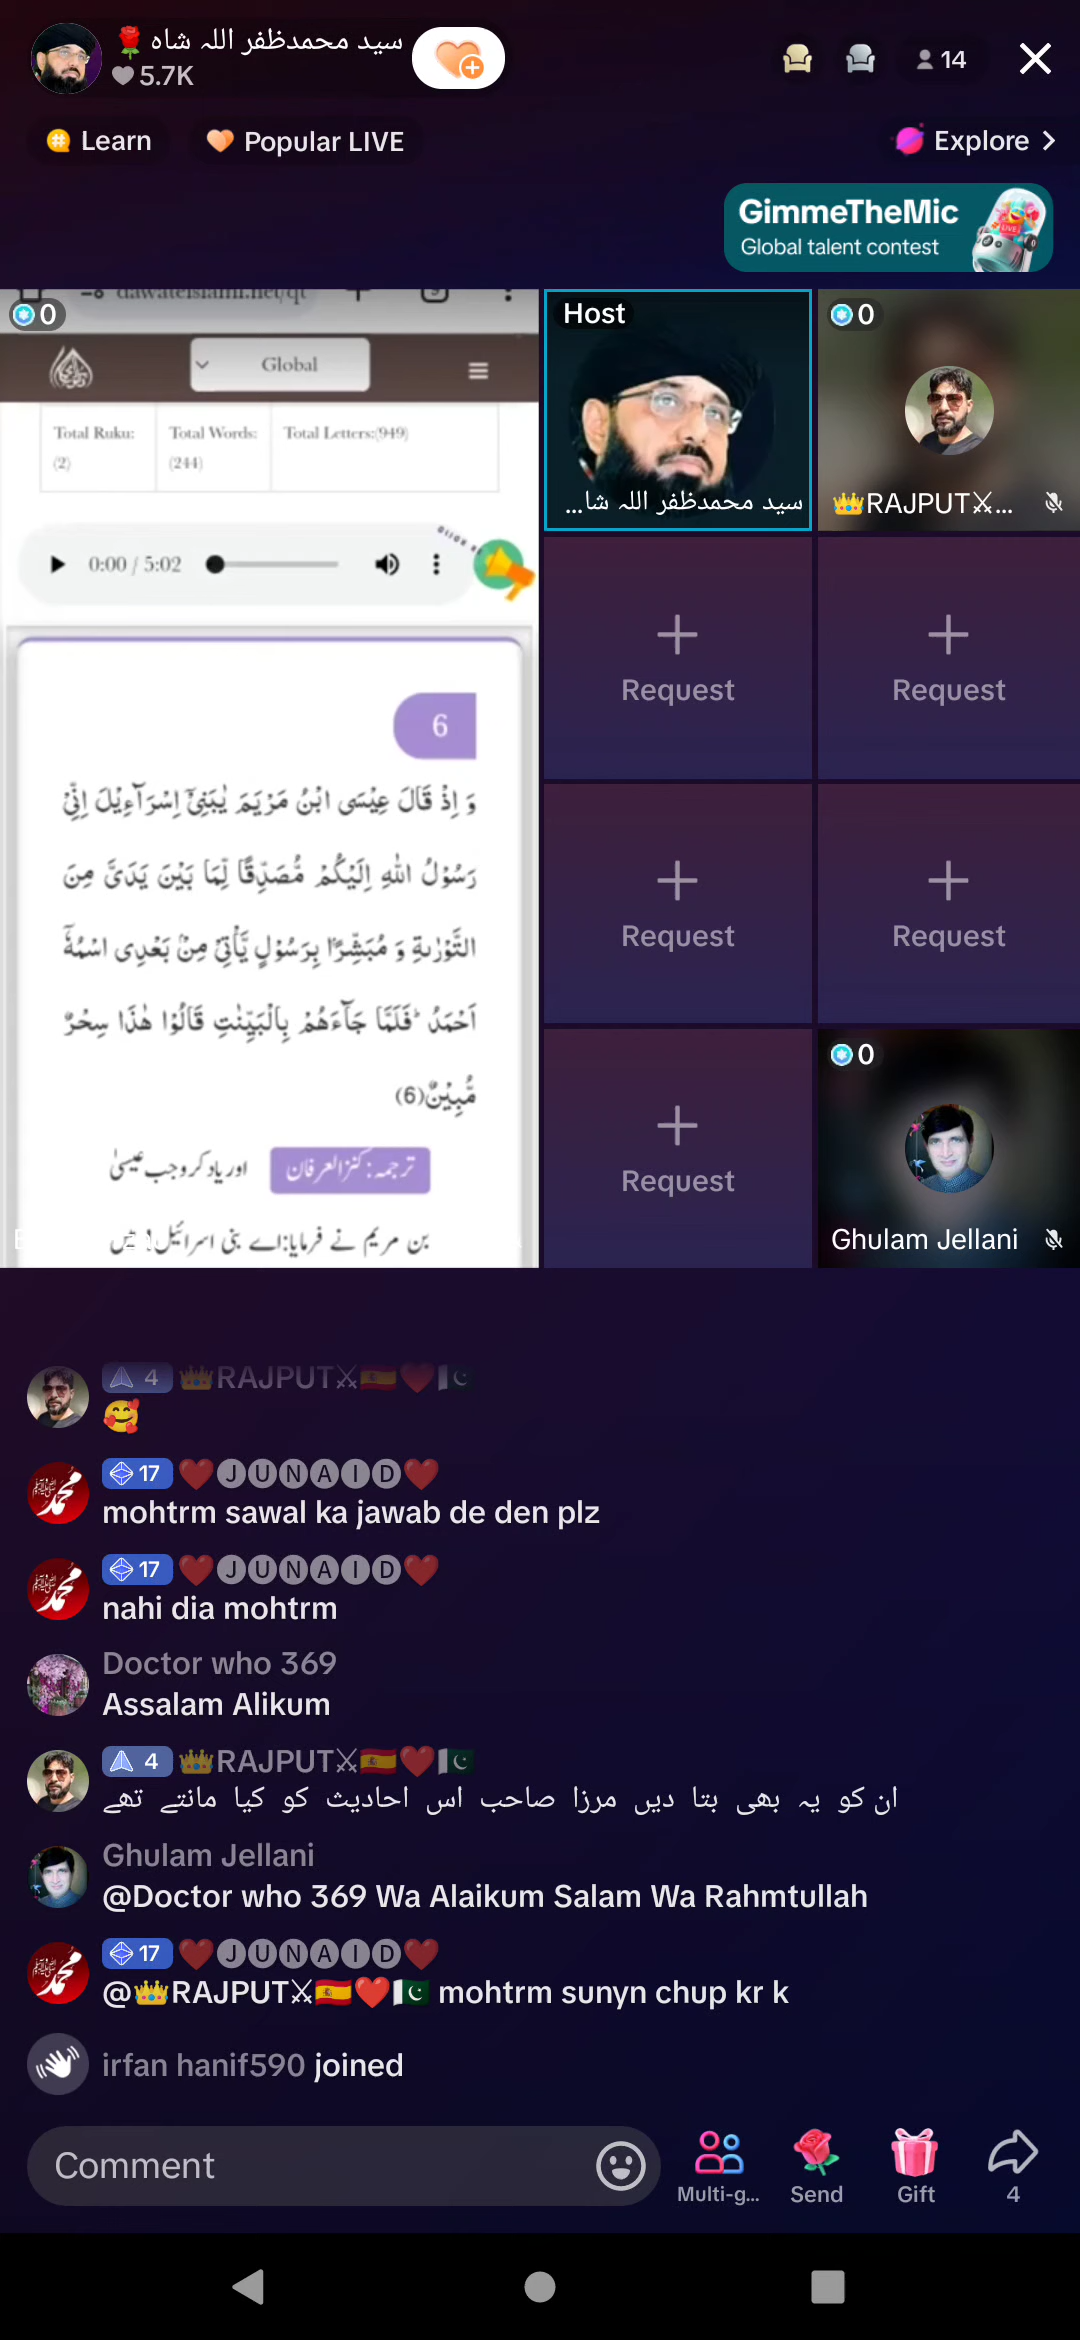 سید محمدظفر اللہ شاہ🌹
5.7K
14
Learn
Popular LIVE
Explore
GimmeTheMic
Global talent contest
0
Global
Total Ruku:
(2)
Total Words:
(244)
Total Letters:(949)
0:00 / 5:02
6
وَ اِذْ قَالَ عِیْسَى ابْنُ مَرْیَمَ یٰبَنِیْۤ اِسْرَآءِیْلَ اِنِّیْ
رَسُوْلُ اللّٰهِ اِلَیْكُمْ مُّصَدِّقًا لِّمَا بَیْنَ یَدَیَّ مِنَ
التَّوْرٰىةِ وَ مُبَشِّرًۢا بِرَسُوْلٍ یَّاْتِیْ مِنْۢ بَعْدِی اسْمُهٗۤ
اَحْمَدُؕ-فَلَمَّا جَآءَهُمْ بِالْبَیِّنٰتِ قَالُوْا هٰذَا سِحْرٌ
مُّبِیْنٌ(6)
ترجمہ: کنزالعرفان
اور یاد کرو جب عیسیٰ
بن مریم نے فرمایا:اے بنی اسرائیل!
Host
سید محمدظفر اللہ شا...
0
👑RAJPUT⚔...
Request
Request
Request
Request
Request
0
Ghulam Jellani
4 👑RAJPUT⚔🇪🇸❤️🇵🇰
🥰
17 ❤️🅙🅤🅝🅐🅘🅓❤️
mohtrm sawal ka jawab de den plz
17 ❤️🅙🅤🅝🅐🅘🅓❤️
nahi dia mohtrm
Doctor who 369
Assalam Alikum
4 👑RAJPUT⚔🇪🇸❤️🇵🇰
ان کو یہ بھی بتا دیں مرزا صاحب اس احادیث کو کیا مانتے تھے
Ghulam Jellani
@Doctor who 369 Wa Alaikum Salam Wa Rahmtullah
17 ❤️🅙🅤🅝🅐🅘🅓❤️
@👑RAJPUT⚔🇪🇸❤️🇵🇰 mohtrm sunyn chup kr k
irfan hanif590 joined
Comment
Multi-g...
Send
Gift
4